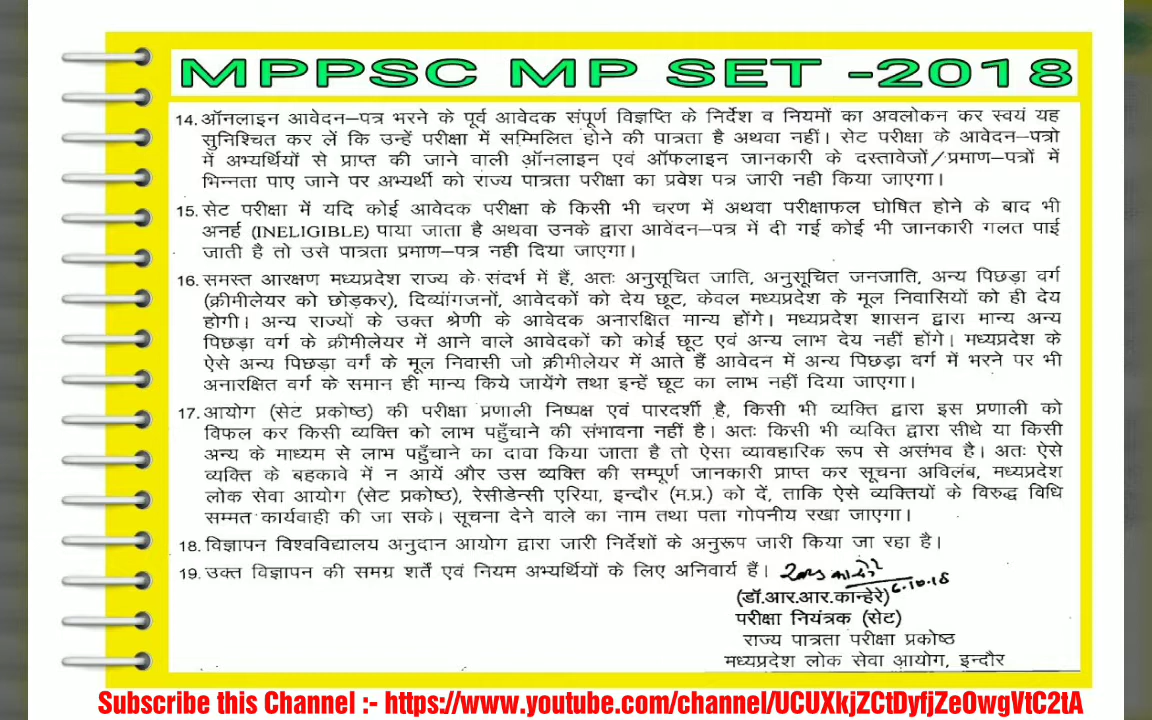 MPPSC MP SET -2018
14. ऑनलाइन आवेदन–पत्र भरने के पूर्व आवेदक संपूर्ण विज्ञप्ति के निर्देश व नियमों का अवलोकन कर स्वयं यह
सुनिश्चित कर लें कि उन्हें परीक्षा में सम्मिलित होने की पात्रता है अथवा नहीं। सेट परीक्षा के आवेदन–पत्रो
में अभ्यर्थियों से प्राप्त की जाने वाली ऑनलाइन एवं ऑफलाइन जानकारी के दस्तावेजों/प्रमाण–पत्रों में
भिन्नता पाए जाने पर अभ्यर्थी को राज्य पात्रता परीक्षा का प्रवेश पत्र जारी नही किया जाएगा।
15. सेट परीक्षा में यदि कोई आवेदक परीक्षा के किसी भी चरण में अथवा परीक्षाफल घोषित होने के बाद भी
अनर्ह (INELIGIBLE) पाया जाता है अथवा उनके द्वारा आवेंदन–पत्र में दी गई कोई भी जानकारी गलत पाई
जाती है तो उसे पात्रता प्रमाण–पत्र नही दिया जाएगा।
16. समस्त आरक्षण मध्यप्रदेश राज्य के संदर्भ में हैं, अतः अनुसूचित जाति, अनुसूचित जनजाति, अन्य पिछड़ा वर्ग
(क्रीमीलेयर को छोड़कर), दिव्यांगजनों, आवेदकों को देय छूट, केवल मध्यप्रदेश के मूल निवासियों को ही देय
होगी। अन्य राज्यों के उक्त श्रेणी के आवेदक अनारक्षित मान्य होंगे। मध्यप्रदेश शासन द्वारा मान्य अन्य
पिछड़ा वर्ग के क्रीमीलेयर में आने वाले आवेदकों को कोई छूट एवं अन्य लाभ देय नहीं होंगे। मध्यप्रदेश के
ऐसे अन्य पिछड़ा वर्ग के मूल निवासी जो क्रीमीलेयर में आते हैं आवेदन में अन्य पिछड़ा वर्ग में भरने पर भी
अनारक्षित वर्ग के समान ही मान्य किये जायेंगे तथा इन्हें छूट का लाभ नहीं दिया जाएगा।
17. आयोग (सेट प्रकोष्ठ) की परीक्षा प्रणाली निष्पक्ष एवं पारदर्शी है, किसी भी व्यक्ति द्वारा इस प्रणाली को
विफल कर किसी व्यक्ति को लाभ पहुँचाने की संभावना नहीं है। अतः किसी भी व्यक्ति द्वारा सीधे या किसी
अन्य के माध्यम से लाभ पहुँचाने का दावा किया जाता है तो ऐसा व्यावहारिक रूप से असंभव है। अतः ऐसे
व्यक्ति के बहकावे में न आयें और उस व्यक्ति की सम्पूर्ण जानकारी प्राप्त कर सूचना अविलंब, मध्यप्रदेश
लोक सेवा आयोग (सेट प्रकोष्ठ), रेसीडेन्सी एरिया, इन्दौर (म.प्र.) को दें, ताकि ऐसे व्यक्तियों के विरुद्ध विधि
सम्मत कार्यवाही की जा सके। सूचना देने वाले का नाम तथा पता गोपनीय रखा जाएगा।
18. विज्ञापन विश्वविद्यालय अनुदान आयोग द्वारा जारी निर्देशों के अनुरूप जारी किया जा रहा है।
19. उक्त विज्ञापन की समग्र शर्तें एवं नियम अभ्यर्थियों के लिए अनिवार्य हैं।
6.10.18
(डॉ.आर.आर.कान्हेरे)
परीक्षा नियंत्रक (सेट)
राज्य पात्रता परीक्षा प्रकोष्ठ
मध्यप्रदेश लोक सेवा आयोग, इन्दौर
Subscribe this Channel :- https://www.youtube.com/channel/UCUXkjZCtDyfjZeOwgVtC2tA